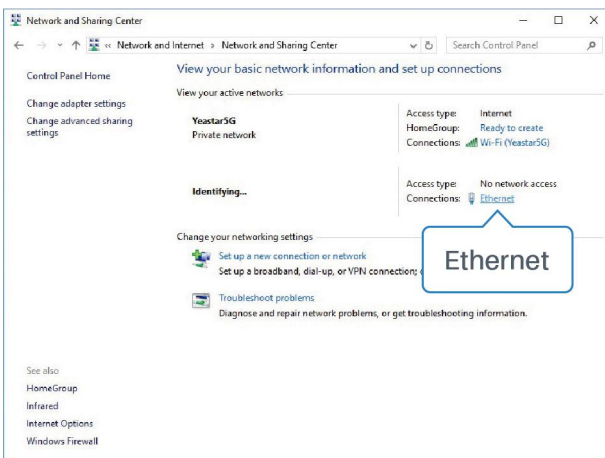 Network and Sharing Center
« Network and Internet > Network and Sharing Center
Search Control Panel
Control Panel Home
Change adapter settings
Change advanced sharing
settings
View your basic network information and set up connections
View your active networks
Yeastar5G
Private network
Access type: Internet
HomeGroup: Ready to create
Connections: Wi-Fi (Yeastar5G)
Identifying...
Access type: No network access
Connections: Ethernet
Ethernet
Change your networking settings
Set up a new connection or network
Set up a broadband, dial-up, or VPN connection;
Troubleshoot problems
Diagnose and repair network problems, or get troubleshooting information.
See also
HomeGroup
Infrared
Internet Options
Windows Firewall